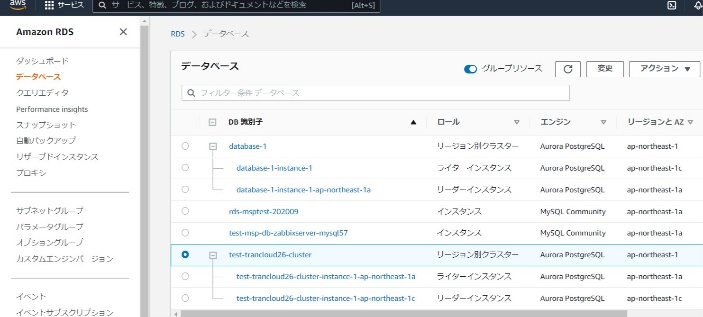 aws
サービス
サービス、特徴、ブログ、およびドキュメントなどを検索
[Alt+S]
Amazon RDS
RDS > データベース
ダッシュボード
データベース
クエリエディタ
Performance insights
スナップショット
自動バックアップ
リザーブドインスタンス
プロキシ
サブネットグループ
パラメータグループ
オプショングループ
カスタムエンジンバージョン
イベント
イベントサブスクリプション
データベース
グループリソース
変更
アクション
フィルター条件 データベース
DB 識別子 ロール エンジン リージョンと AZ
database-1 リージョン別クラスター Aurora PostgreSQL ap-northeast-1
database-1-instance-1 ライターインスタンス Aurora PostgreSQL ap-northeast-1c
database-1-instance-1-ap-northeast-1a リーダーインスタンス Aurora PostgreSQL ap-northeast-1a
rds-msptest-202009 インスタンス MySQL Community ap-northeast-1a
test-msp-db-zabbixserver-mysql57 インスタンス MySQL Community ap-northeast-1a
test-trancloud26-cluster リージョン別クラスター Aurora PostgreSQL ap-northeast-1
test-trancloud26-cluster-instance-1-ap-northeast-1a ライターインスタンス Aurora PostgreSQL ap-northeast-1a
test-trancloud26-cluster-instance-1-ap-northeast-1c リーダーインスタンス Aurora PostgreSQL ap-northeast-1c